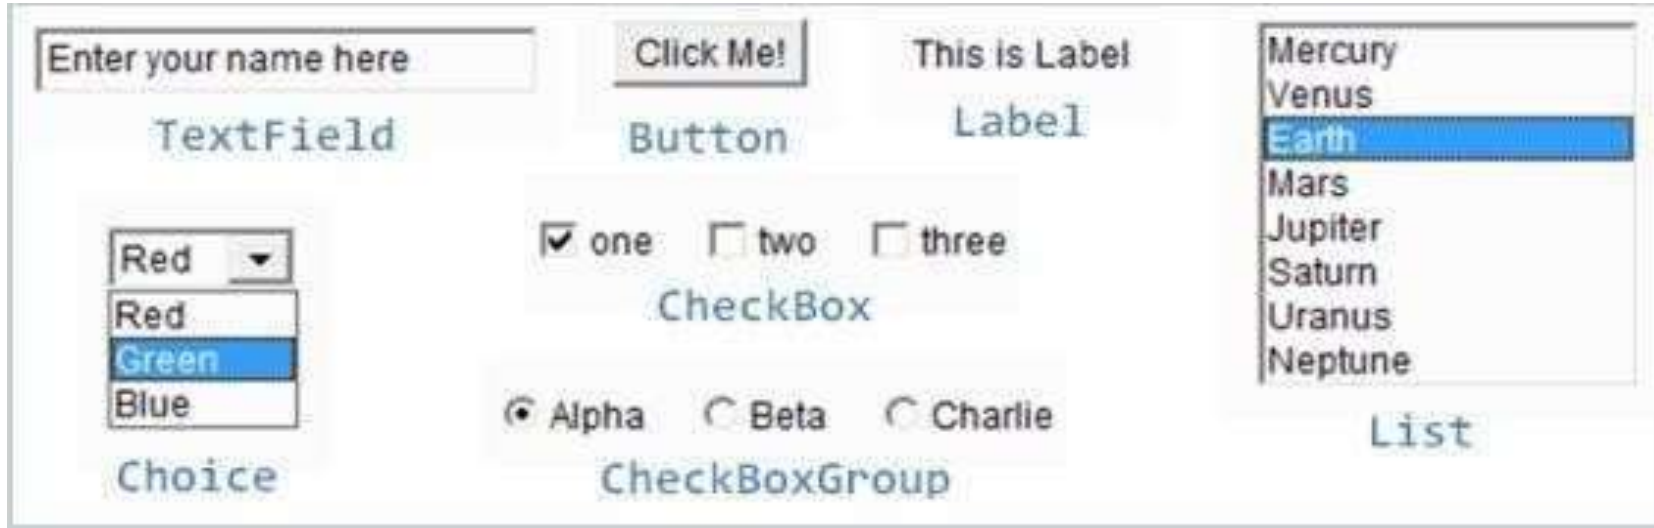 Enter your name here
TextField
Click Me!
Button
This is Label
Label
Mercury
Venus
Earth
Mars
Jupiter
Saturn
Uranus
Neptune
List
Red
Red
Green
Blue
Choice
one two three
CheckBox
Alpha Beta Charlie
CheckBoxGroup